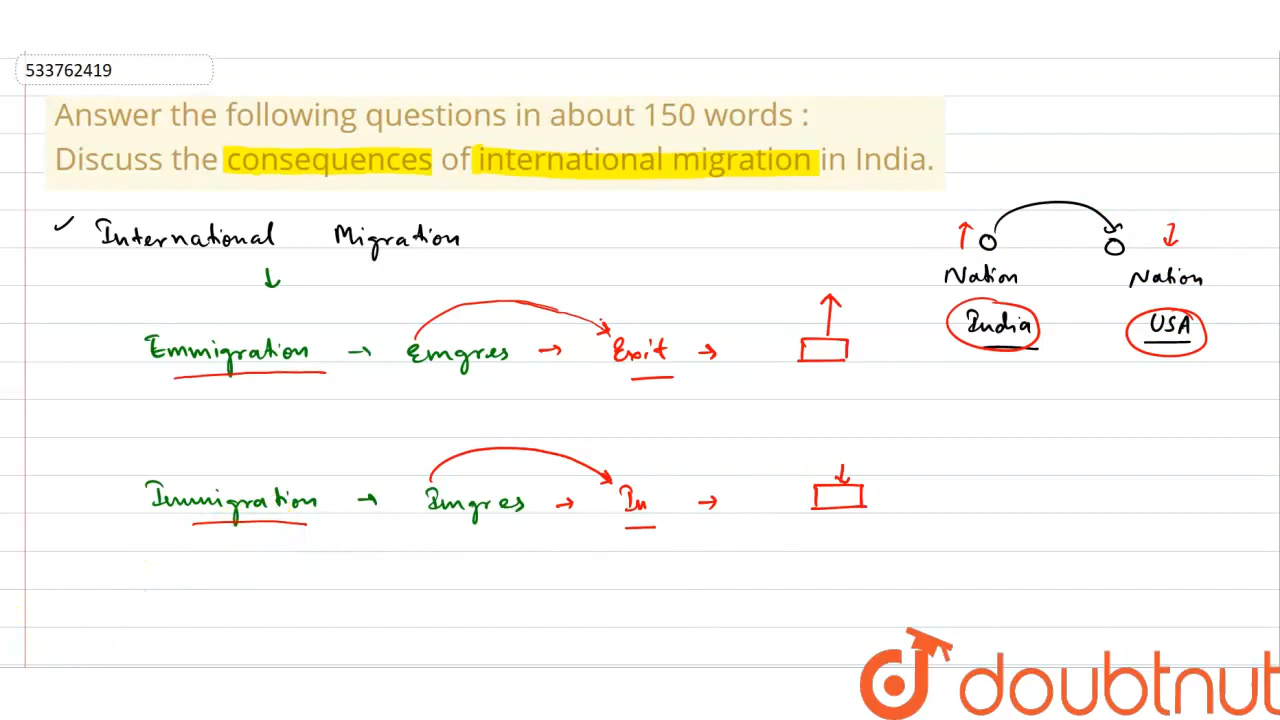 533762419
Answer the following questions in about 150 words :
Discuss the consequences of international migration in India.
International Migration
Nation Nation
India USA
Emmigration → Emgres → Exit →
Immigration → Imgres → In →
doubtnut